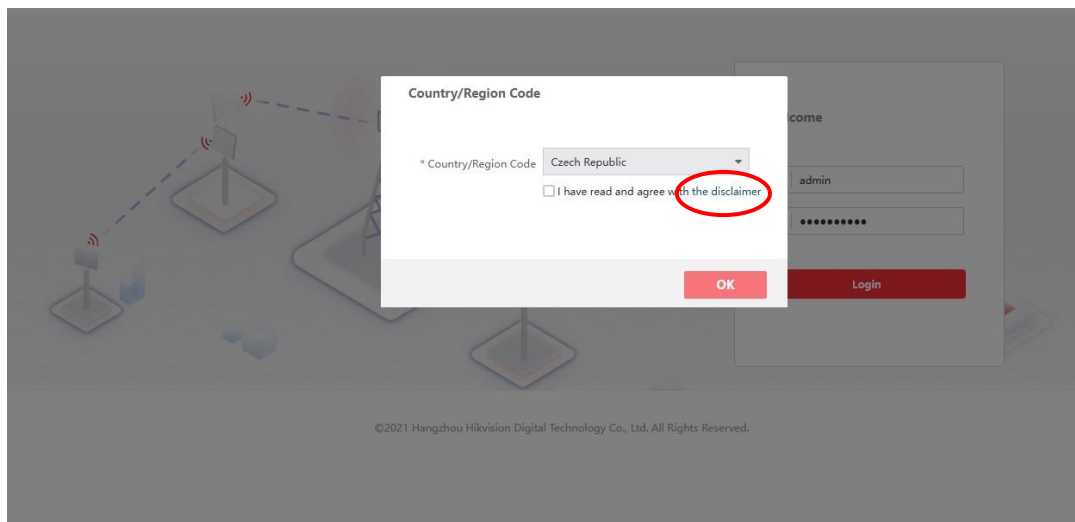 Country/Region Code
* Country/Region Code Czech Republic
I have read and agree with the disclaimer
OK
come
admin
••••••••••
Login
©2021 Hangzhou Hikvision Digital Technology Co., Ltd. All Rights Reserved.